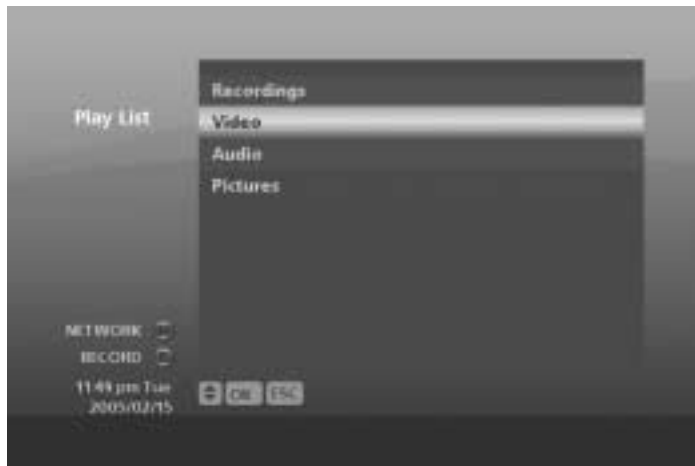 Play List
Recordings
Video
Audio
Pictures
NETWORK
RECORD
11:49 pm Tue
2005/02/15
OK ESC